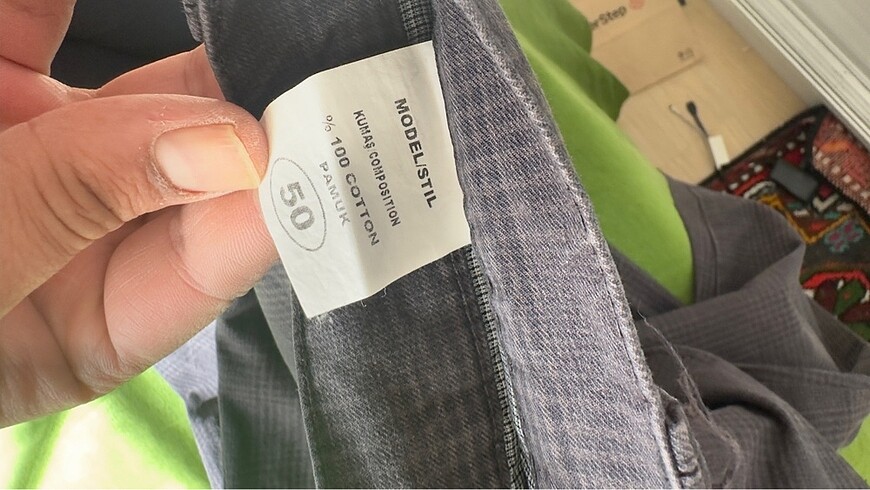 MODEL/STIL
KUMAŞ/COMPOSITION
% 100 COTTON
PAMUK
50